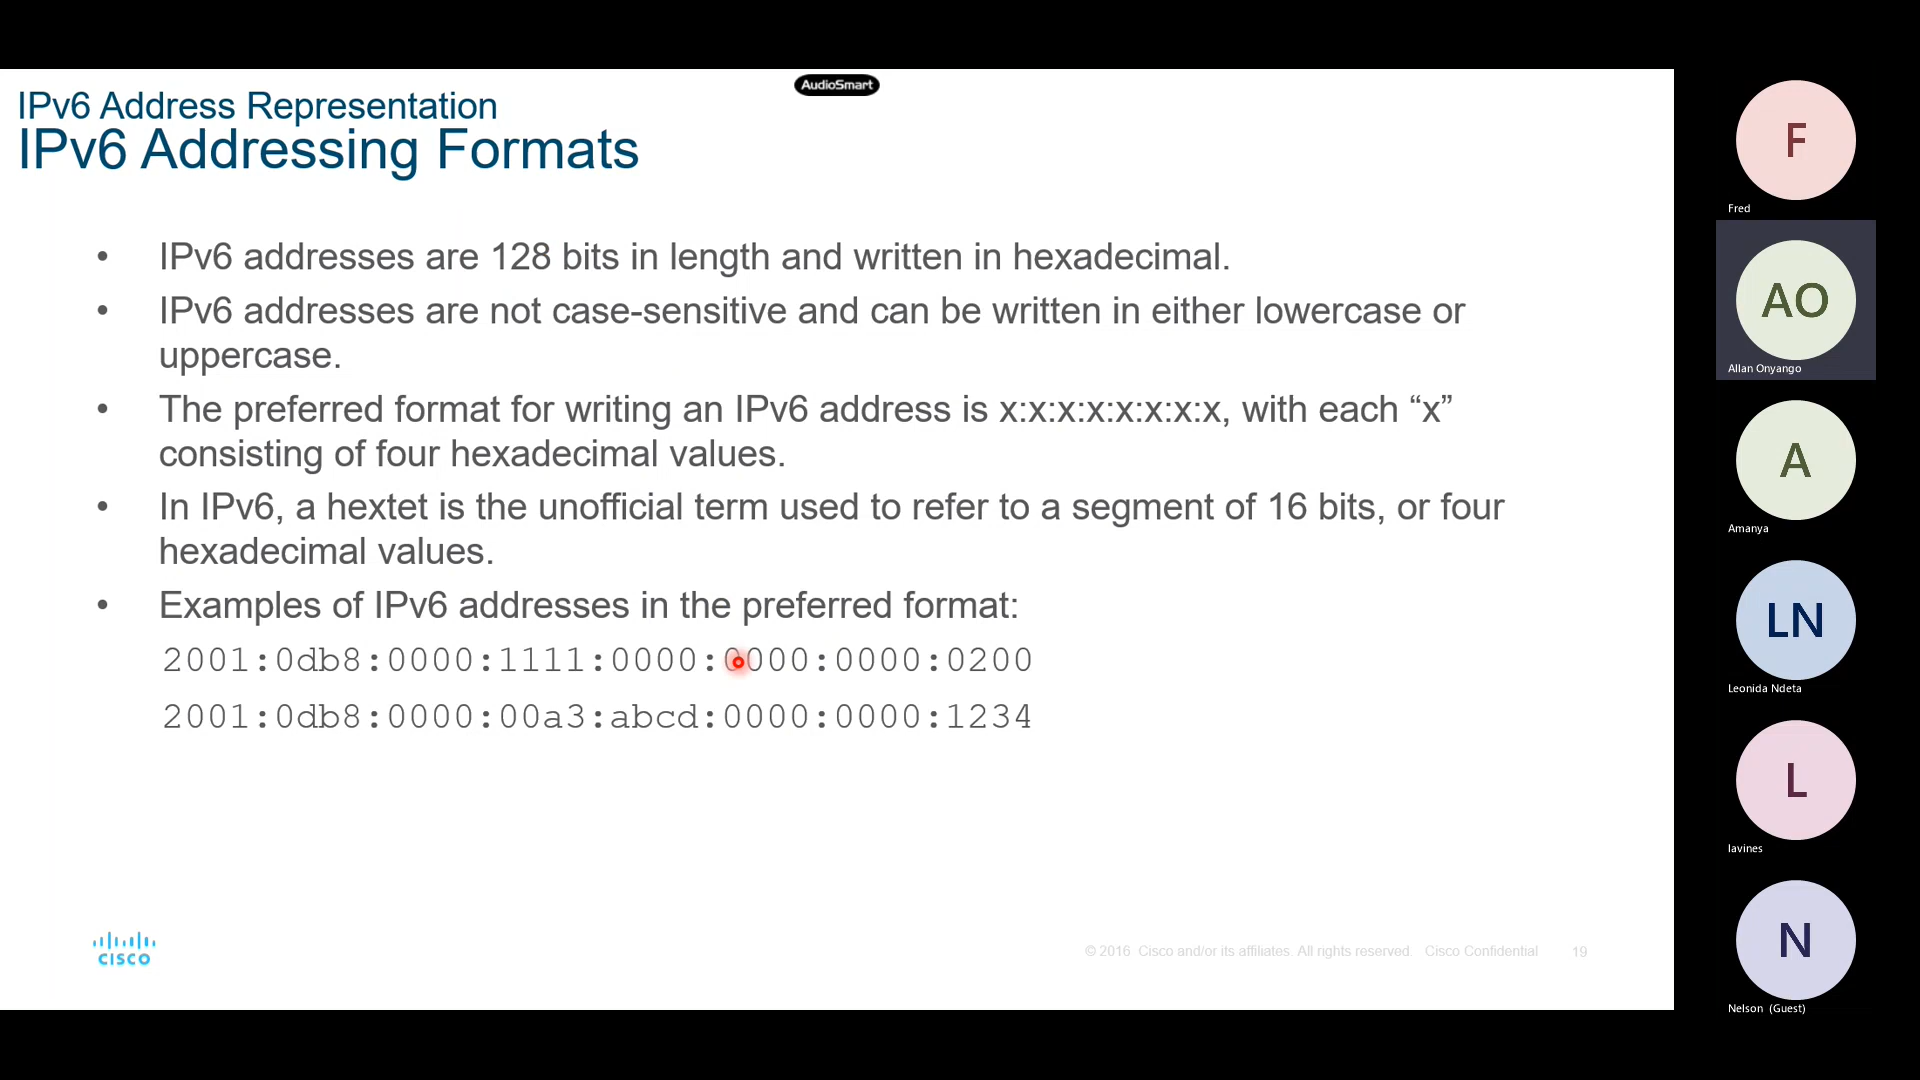 AudioSmart
IPv6 Address Representation
IPv6 Addressing Formats
• IPv6 addresses are 128 bits in length and written in hexadecimal.
• IPv6 addresses are not case-sensitive and can be written in either lowercase or
uppercase.
• The preferred format for writing an IPv6 address is x:x:x:x:x:x:x:x, with each “x”
consisting of four hexadecimal values.
• In IPv6, a hextet is the unofficial term used to refer to a segment of 16 bits, or four
hexadecimal values.
• Examples of IPv6 addresses in the preferred format:
2001:0db8:0000:1111:0000:0000:0000:0200
2001:0db8:0000:00a3:abcd:0000:0000:1234
CISCO
© 2016 Cisco and/or its affiliates. All rights reserved. Cisco Confidential 19
F
Fred
AO
Allan Onyango
A
Amanya
LN
Leonida Ndeta
L
lavines
N
Nelson (Guest)